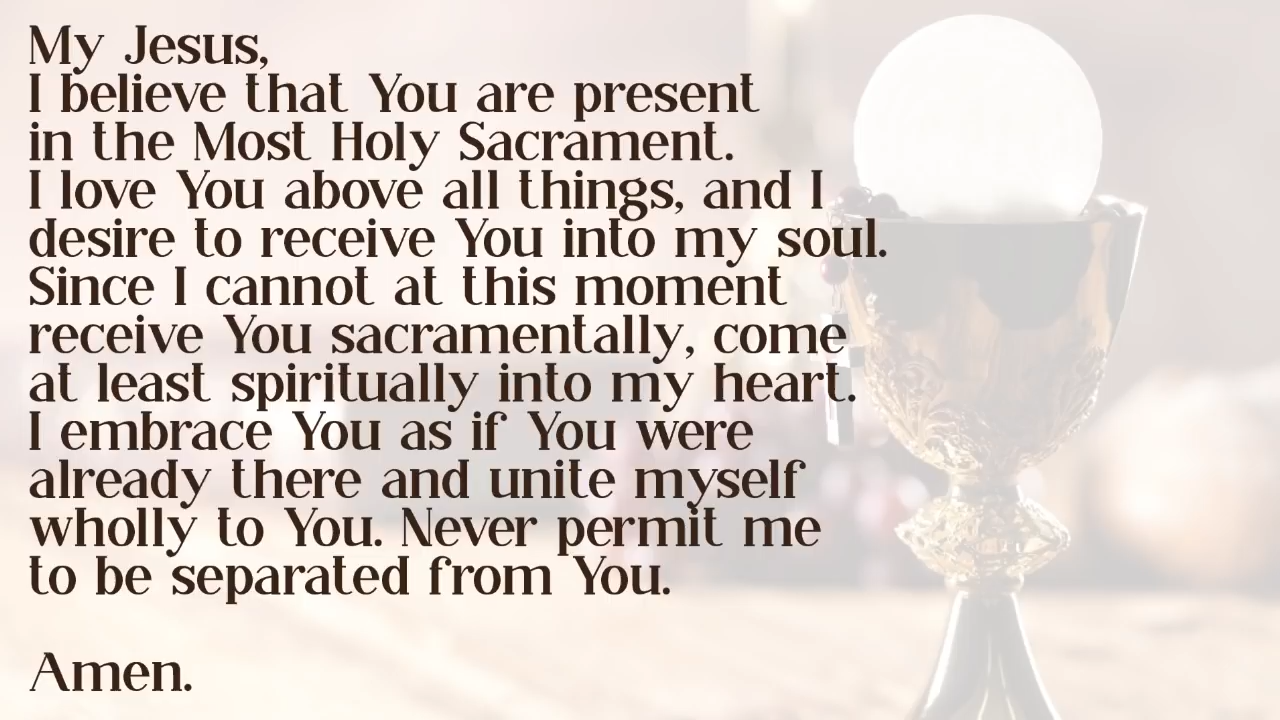 My Jesus,
I believe that You are present
in the Most Holy Sacrament.
I love You above all things, and I
desire to receive You into my soul.
Since I cannot at this moment
receive You sacramentally, come
at least spiritually into my heart.
I embrace You as if You were
already there and unite myself
wholly to You. Never permit me
to be separated from You.
Amen.